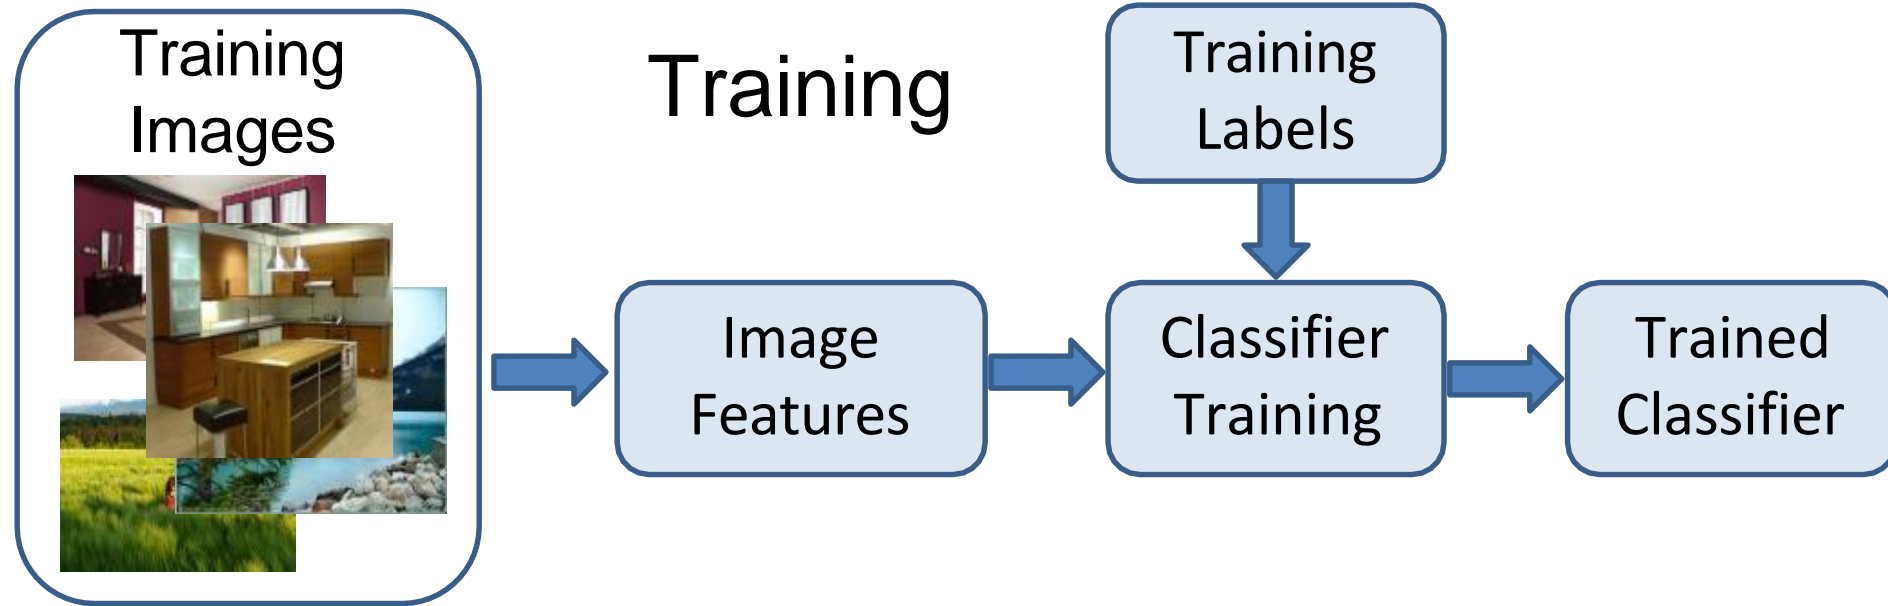 Training
Images
Training
Training
Labels
Image
Features
Classifier
Training
Trained
Classifier